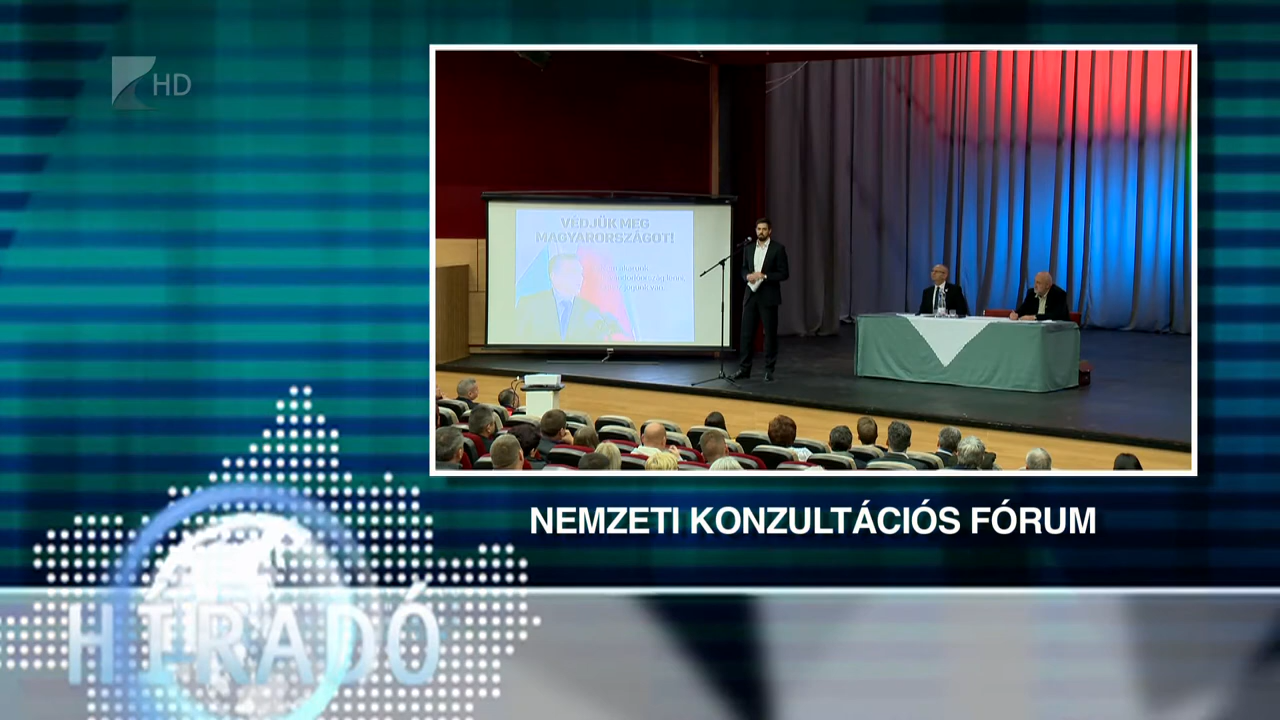 HD
VÉDJÜK MEG
MAGYARORSZÁGOT!
NEMZETI KONZULTÁCIÓS FÓRUM
HÍRADÓ